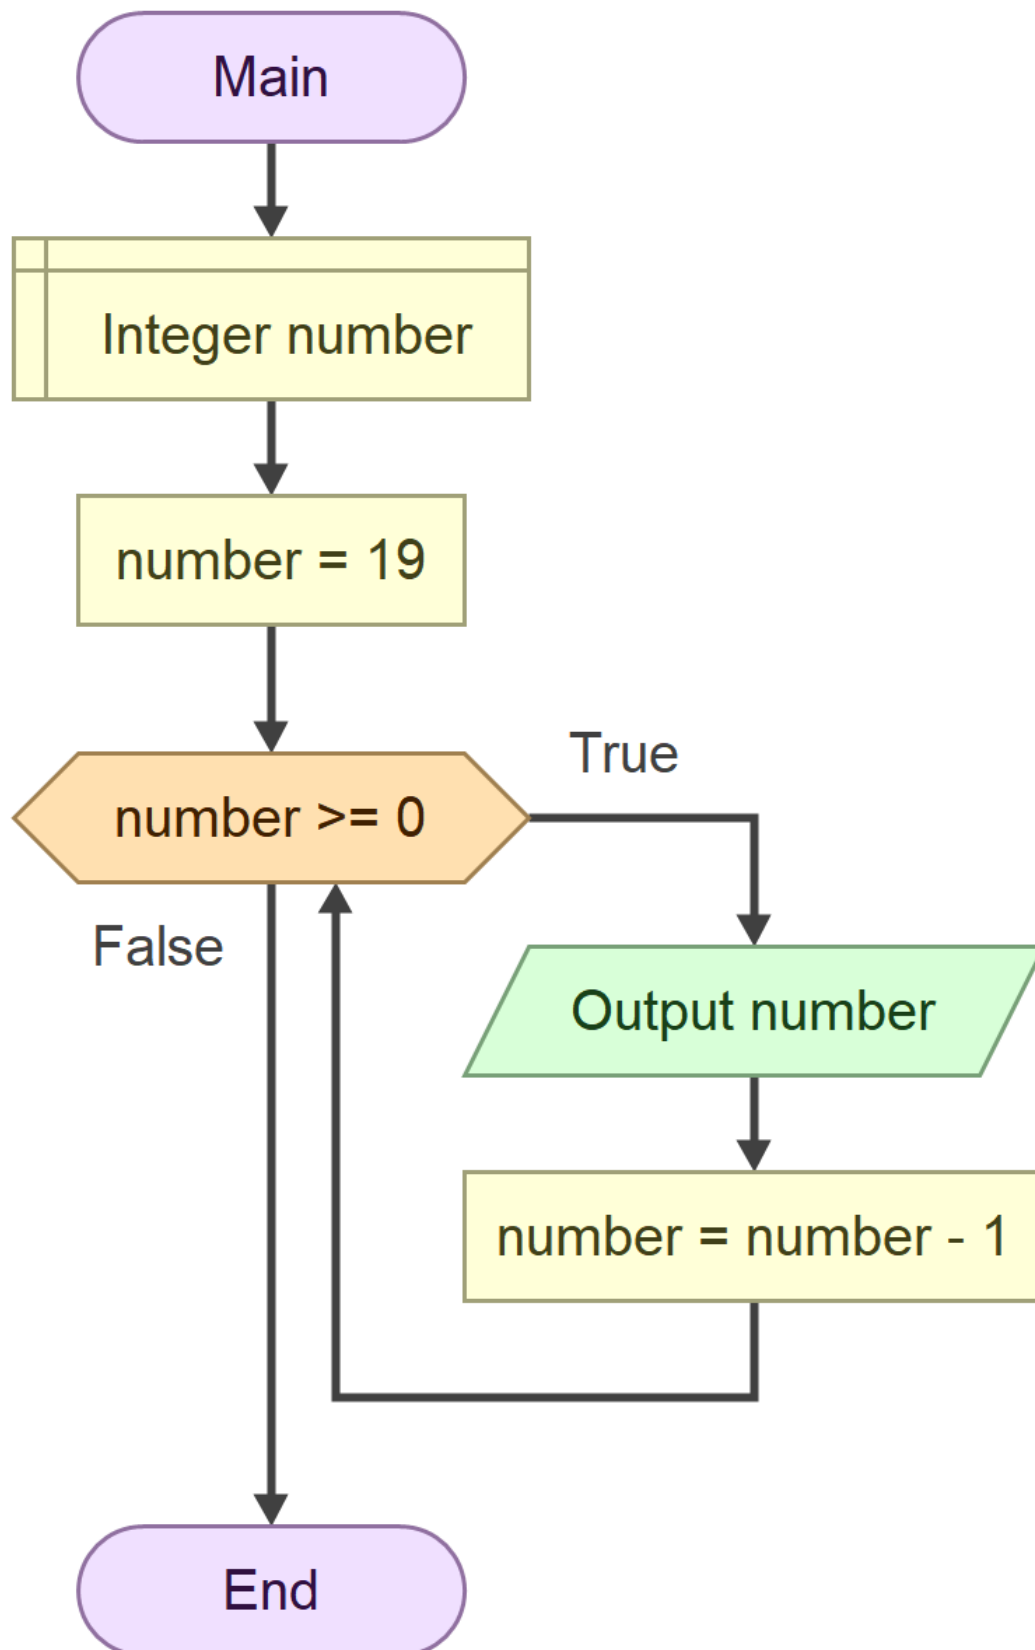 Main
Integer number
number = 19
number >= 0
True
False
Output number
number = number - 1
End